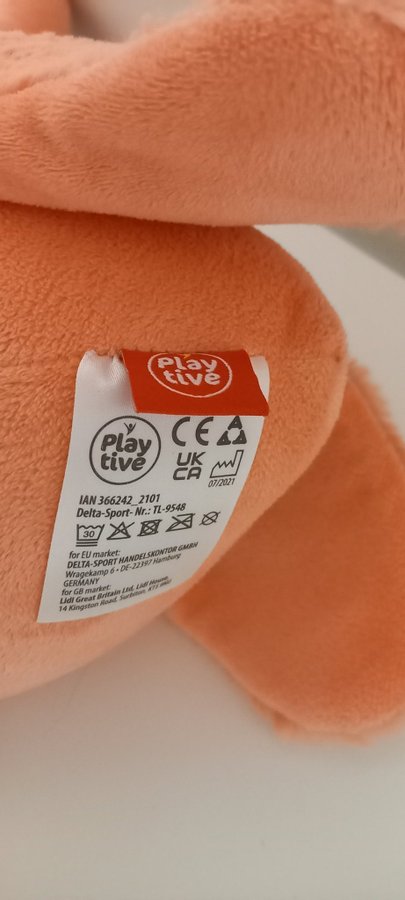 Play
tive
Play
tive
CE
UK
CA
07/2021
IAN 366242_2101
Delta-Sport- Nr.: TL-9548
30
for EU market:
DELTA-SPORT HANDELSKONTOR GMBH
Wragekamp 6 • DE-22397 Hamburg
GERMANY
for GB market:
Lidl Great Britain Ltd, Lidl House,
14 Kingston Road, Surbiton, KT5 9NU